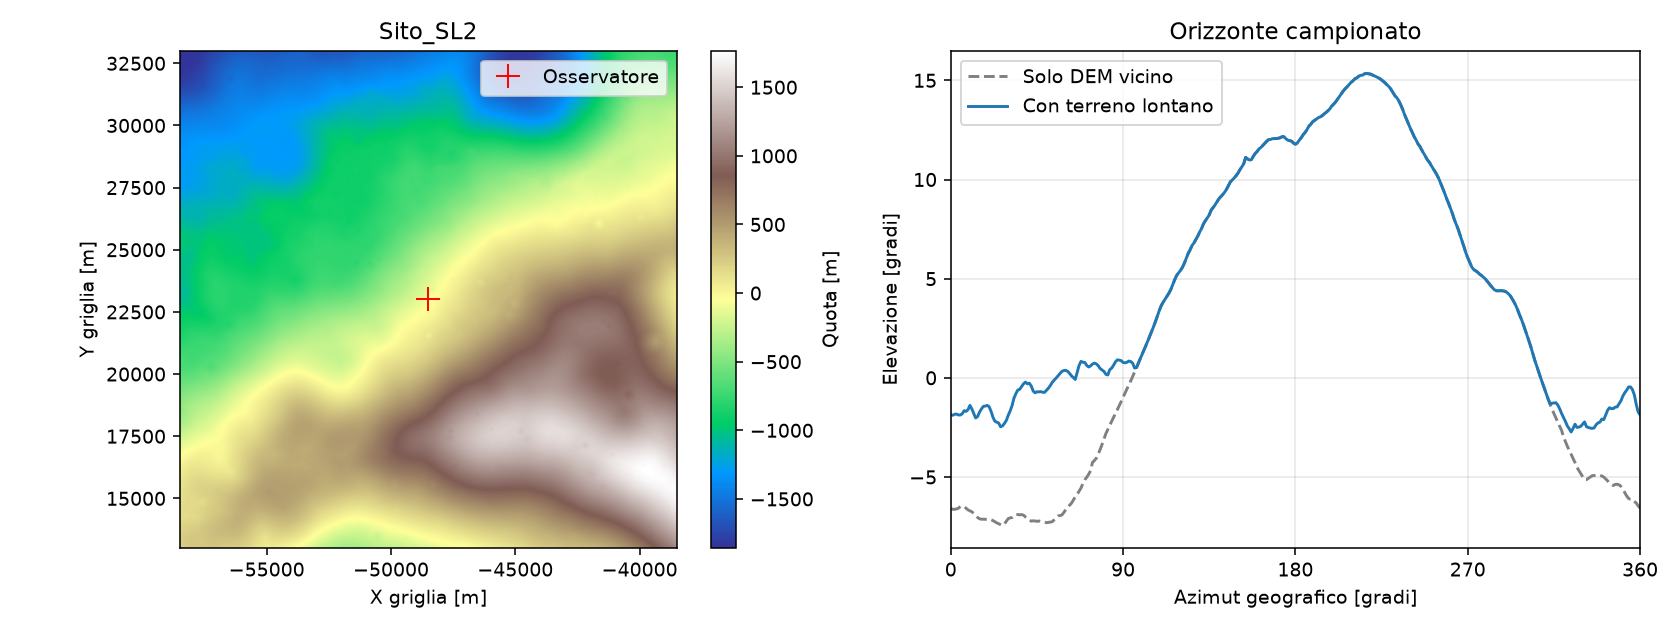 Sito_SL2
Osservatore
32500
30000
27500
25000
22500
20000
17500
15000
Y griglia [m]
−55000
−50000
−45000
−40000
X griglia [m]
1500
1000
500
0
−500
−1000
−1500
Quota [m]
Orizzonte campionato
Solo DEM vicino
Con terreno lontano
15
10
5
0
−5
Elevazione [gradi]
0
90
180
270
360
Azimut geografico [gradi]